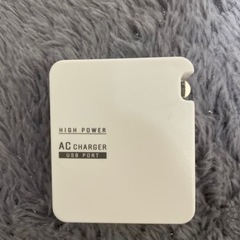 HIGH POWER
AC CHARGER
USB PORT